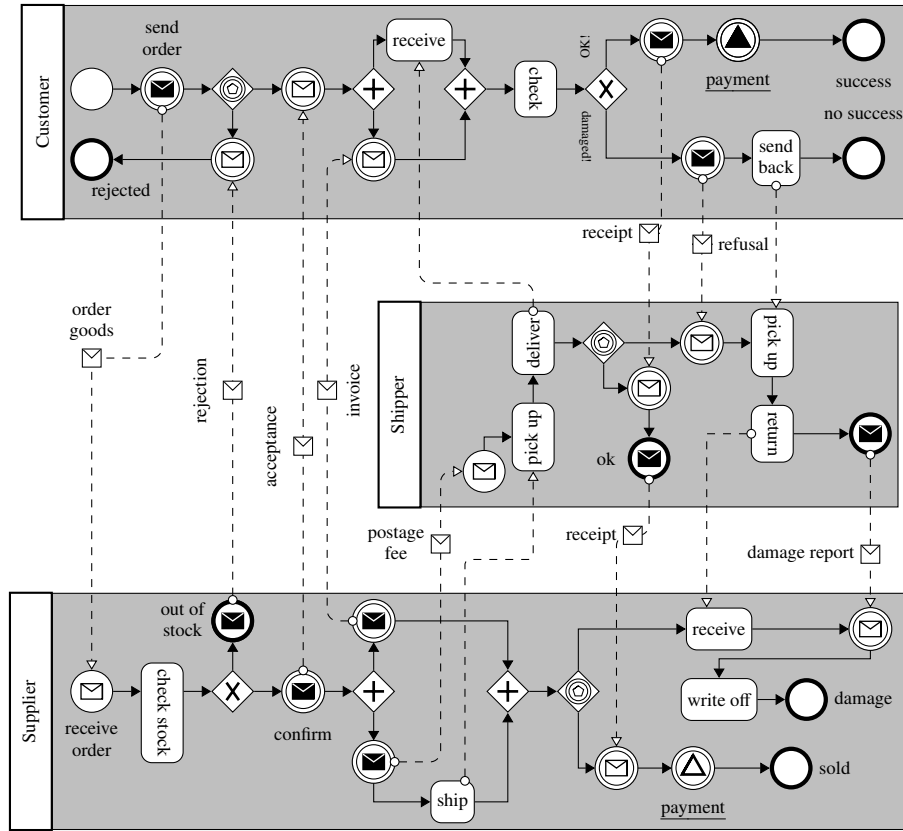 send
order
receive
OK!
check
X
payment
success
no success
damaged!
send
back
rejected
Customer
receipt
refusal
order
goods
rejection
invoice
acceptance
Shipper
deliver
pick up
pick up
return
ok
postage
fee
receipt
damage report
Supplier
out of
stock
receive
check stock
X
receive
order
confirm
write off
damage
ship
payment
sold